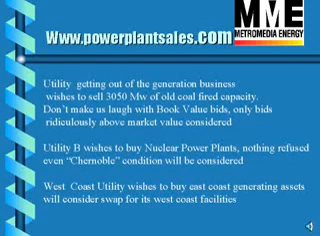 MME
METROMEDIA ENERGY
Www.powerplantsales.com
Utility getting out of the generation business
wishes to sell 3050 Mw of old coal fired capacity.
Don't make us laugh with Book Value bids, only bids
ridiculously above market value considered
Utility B wishes to buy Nuclear Power Plants, nothing refused
even "Chernoble" condition will be considered
West Coast Utility wishes to buy east coast generating assets
will consider swap for its west coast facilities